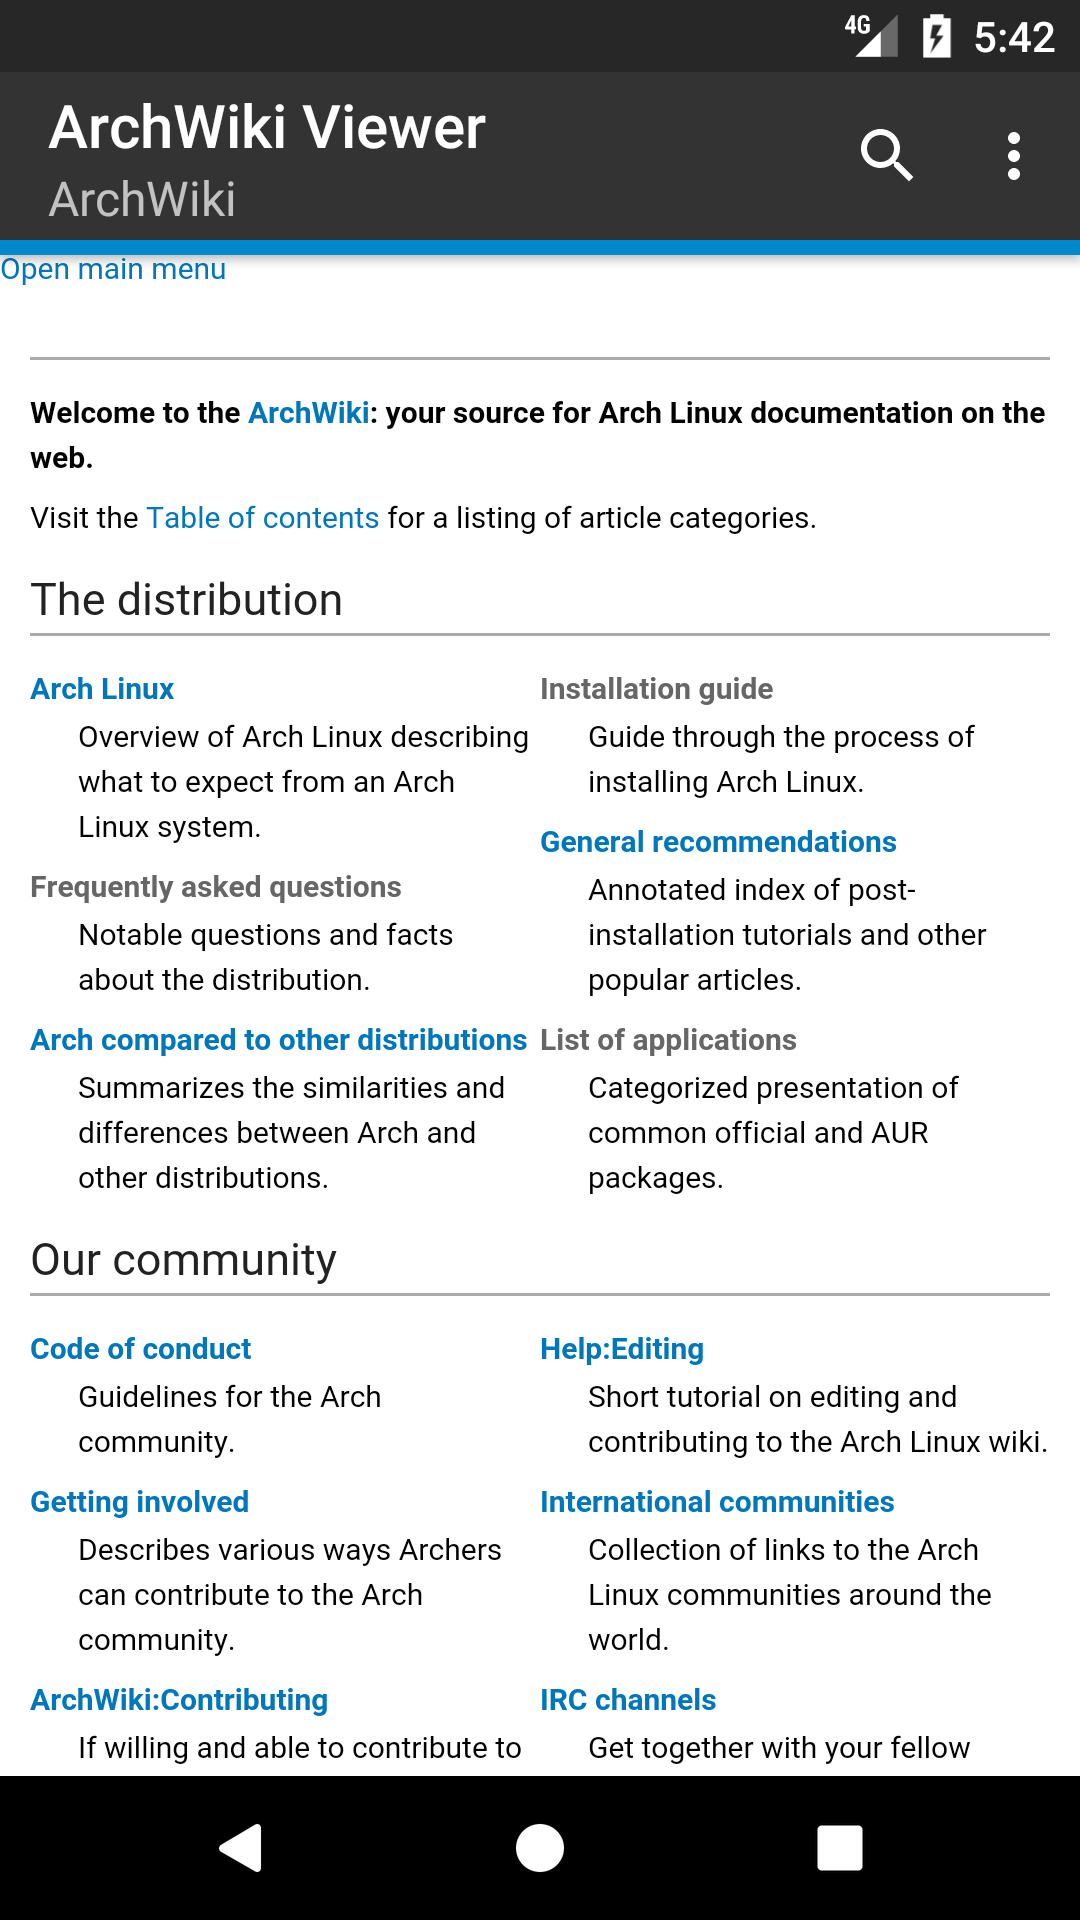 4G 5:42
ArchWiki Viewer
ArchWiki
Open main menu
Welcome to the ArchWiki: your source for Arch Linux documentation on the
web.
Visit the Table of contents for a listing of article categories.
The distribution
Arch Linux
Overview of Arch Linux describing
what to expect from an Arch
Linux system.
Frequently asked questions
Notable questions and facts
about the distribution.
Arch compared to other distributions
Summarizes the similarities and
differences between Arch and
other distributions.
Installation guide
Guide through the process of
installing Arch Linux.
General recommendations
Annotated index of post-
installation tutorials and other
popular articles.
List of applications
Categorized presentation of
common official and AUR
packages.
Our community
Code of conduct
Guidelines for the Arch
community.
Getting involved
Describes various ways Archers
can contribute to the Arch
community.
ArchWiki:Contributing
If willing and able to contribute to
Help:Editing
Short tutorial on editing and
contributing to the Arch Linux wiki.
International communities
Collection of links to the Arch
Linux communities around the
world.
IRC channels
Get together with your fellow